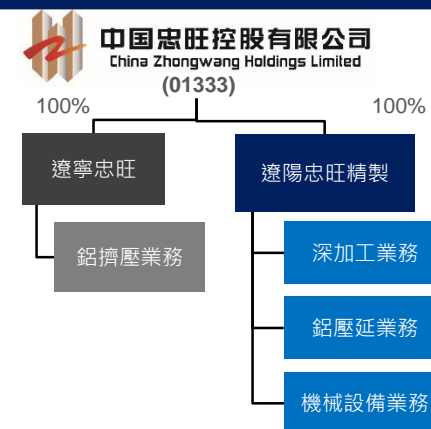 中国忠旺控股有限公司
China Zhongwang Holdings Limited
(01333)
100%
100%
遼寧忠旺
遼陽忠旺精製
鋁擠壓業務
深加工業務
鋁壓延業務
機械設備業務